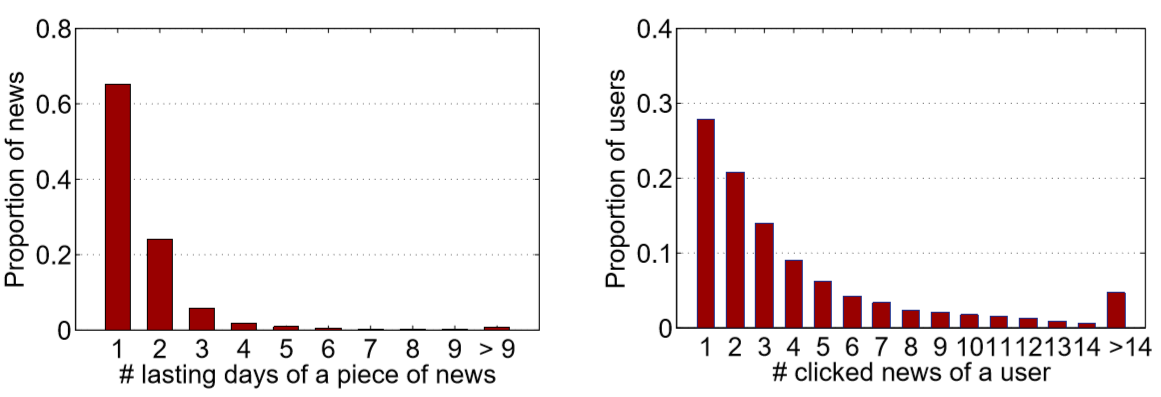 0.8
0.6
0.4
0.2
0
Proportion of news
1 2 3 4 5 6 7 8 9 > 9
# lasting days of a piece of news
0.4
0.3
0.2
0.1
0
Proportion of users
1 2 3 4 5 6 7 8 9 10 11 12 13 14 >14
# clicked news of a user